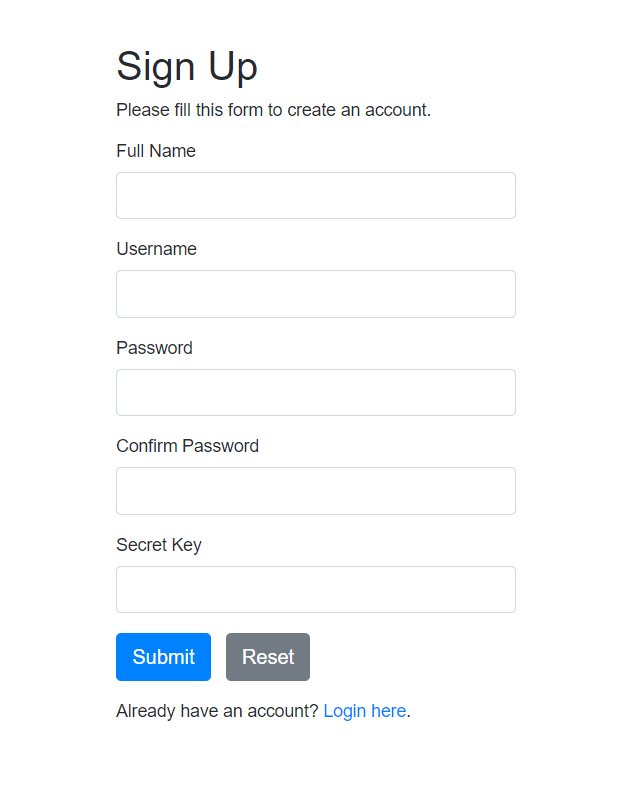 Sign Up
Please fill this form to create an account.
Full Name
Username
Password
Confirm Password
Secret Key
Submit Reset
Already have an account? Login here.